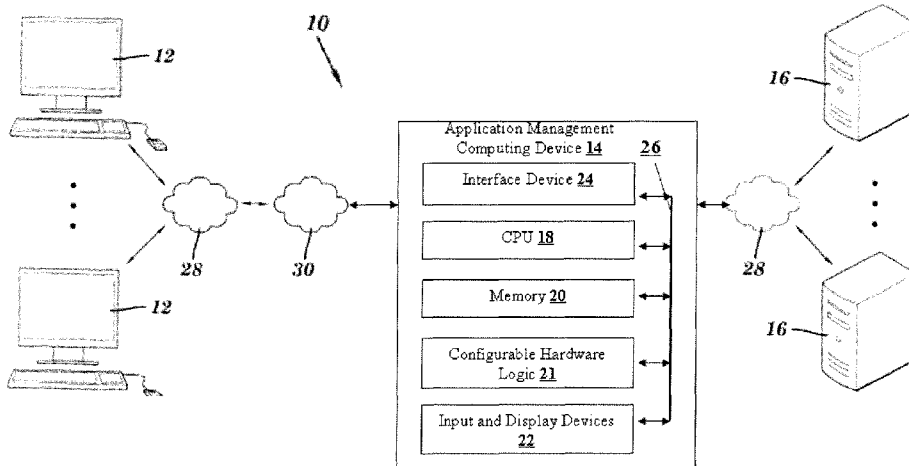 10
12
16
Application Management
Computing Device 14
26
Interface Device 24
CPU 18
28
30
28
Memory 20
12
16
Configurable Hardware
Logic 21
Input and Display Devices
22